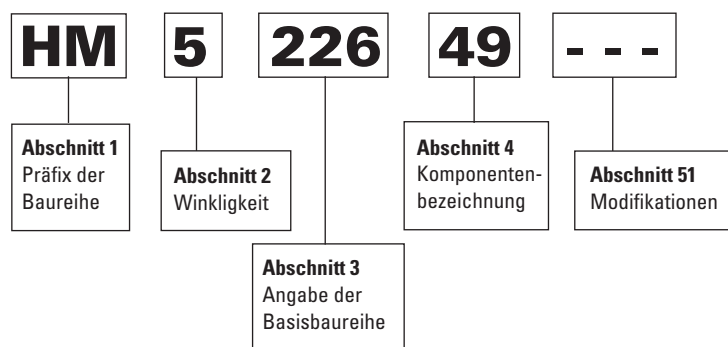 HM 5 226 49 - - -
Abschnitt 1
Präfix der
Baureihe
Abschnitt 2
Winkligkeit
Abschnitt 3
Angabe der
Basisbaureihe
Abschnitt 4
Komponenten-
bezeichnung
Abschnitt 51
Modifikationen